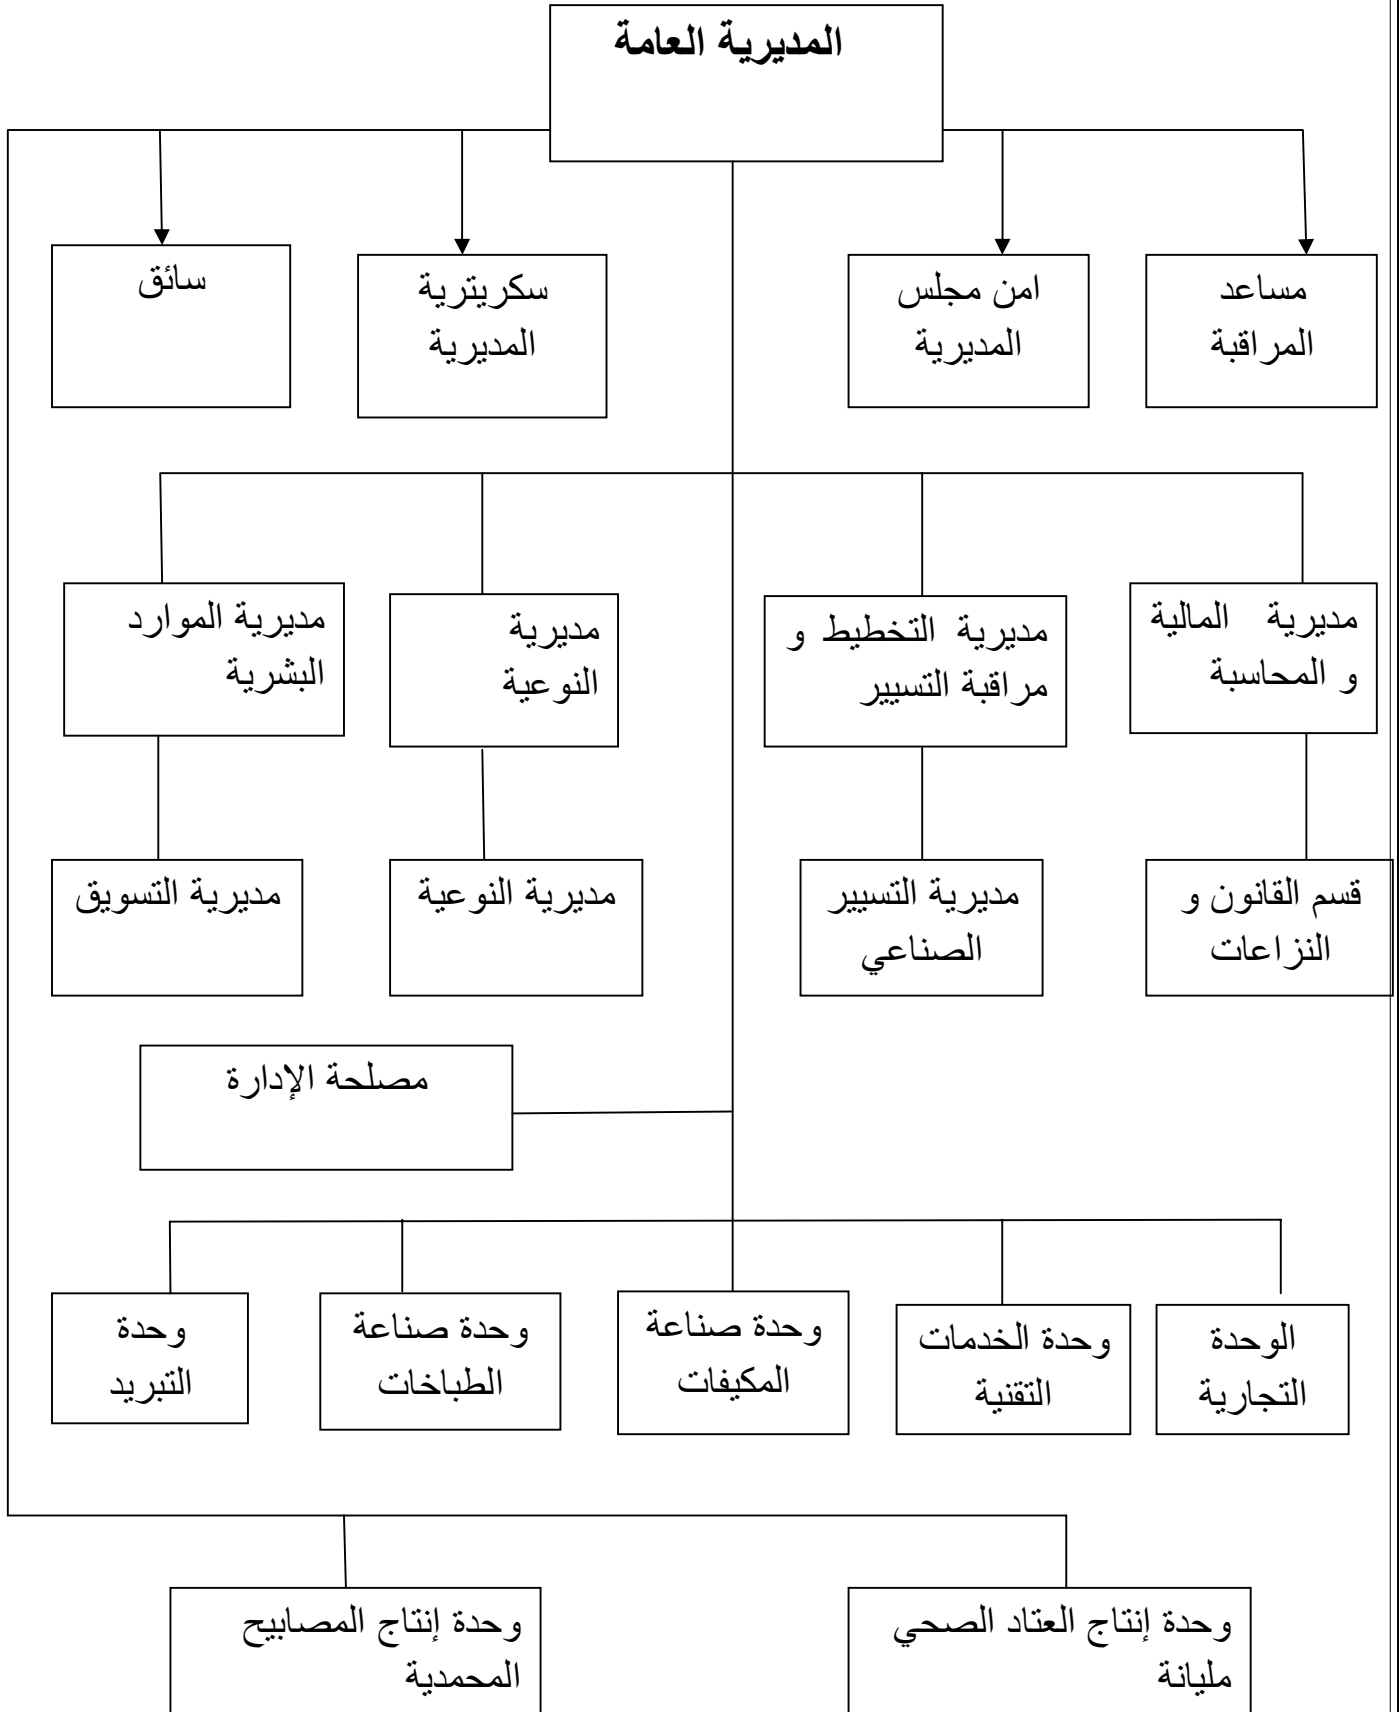 المديرية العامة
مساعد
المراقبة
امن مجلس
المديرية
سكريترية
المديرية
سائق
مديرية المالية
و المحاسبة
مديرية التخطيط و
مراقبة التسيير
مديرية
النوعية
مديرية الموارد
البشرية
قسم القانون و
النزاعات
مديرية التسيير
الصناعي
مديرية النوعية
مديرية التسويق
مصلحة الإدارة
الوحدة
التجارية
وحدة الخدمات
التقنية
وحدة صناعة
المكيفات
وحدة صناعة
الطباخات
وحدة
التبريد
وحدة إنتاج العتاد الصحي
مليانة
وحدة إنتاج المصابيح
المحمدية